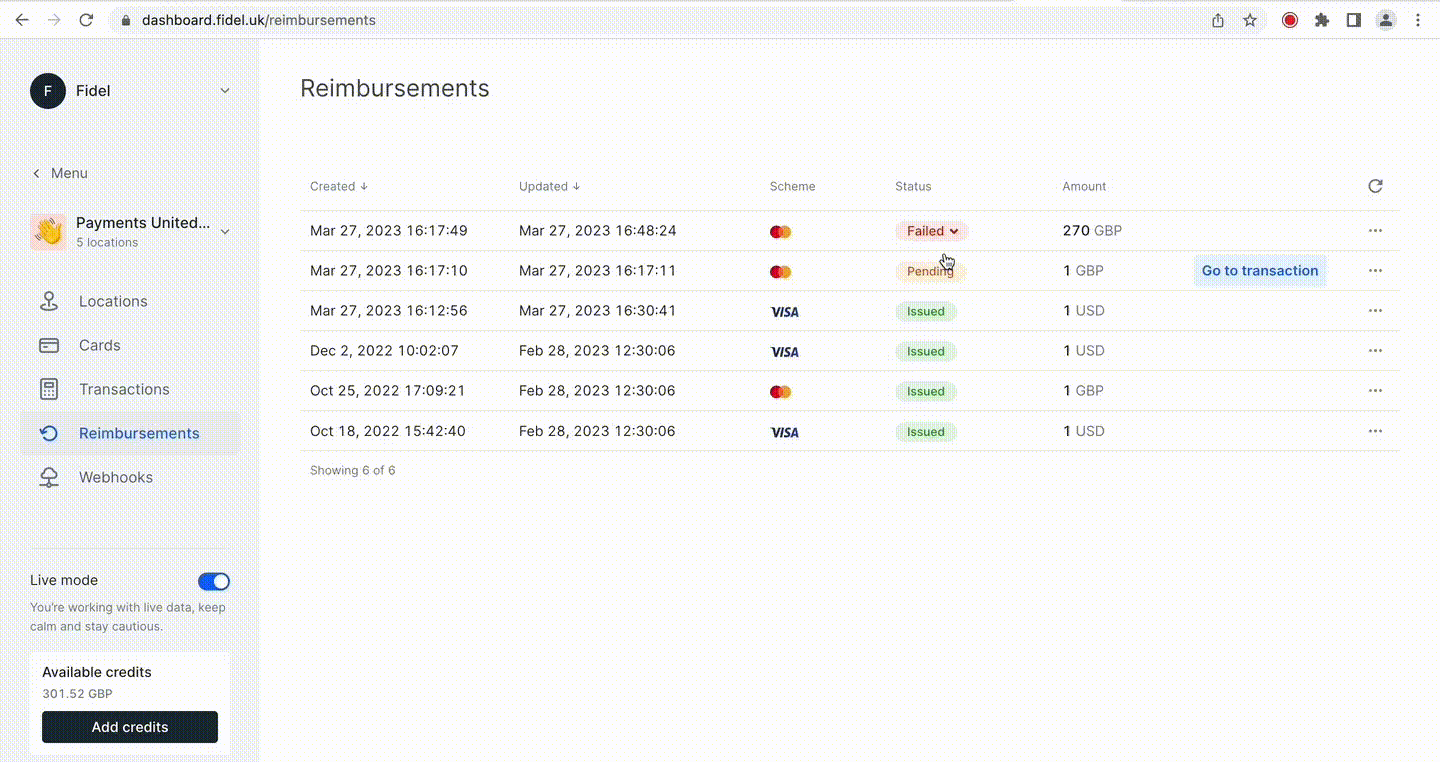 dashboard.fidel.uk/reimbursements
F Fidel
Menu
Payments United...
5 locations
Locations
Cards
Transactions
Reimbursements
Webhooks
Live mode
You're working with live data, keep
calm and stay cautious.
Available credits
301.52 GBP
Add credits
Reimbursements
Created ↓ Updated ↓ Scheme Status Amount
Mar 27, 2023 16:17:49 Mar 27, 2023 16:48:24 Failed 270 GBP
Mar 27, 2023 16:17:10 Mar 27, 2023 16:17:11 Pending 1 GBP Go to transaction
Mar 27, 2023 16:12:56 Mar 27, 2023 16:30:41 VISA Issued 1 USD
Dec 2, 2022 10:02:07 Feb 28, 2023 12:30:06 VISA Issued 1 USD
Oct 25, 2022 17:09:21 Feb 28, 2023 12:30:06 Issued 1 GBP
Oct 18, 2022 15:42:40 Feb 28, 2023 12:30:06 VISA Issued 1 USD
Showing 6 of 6